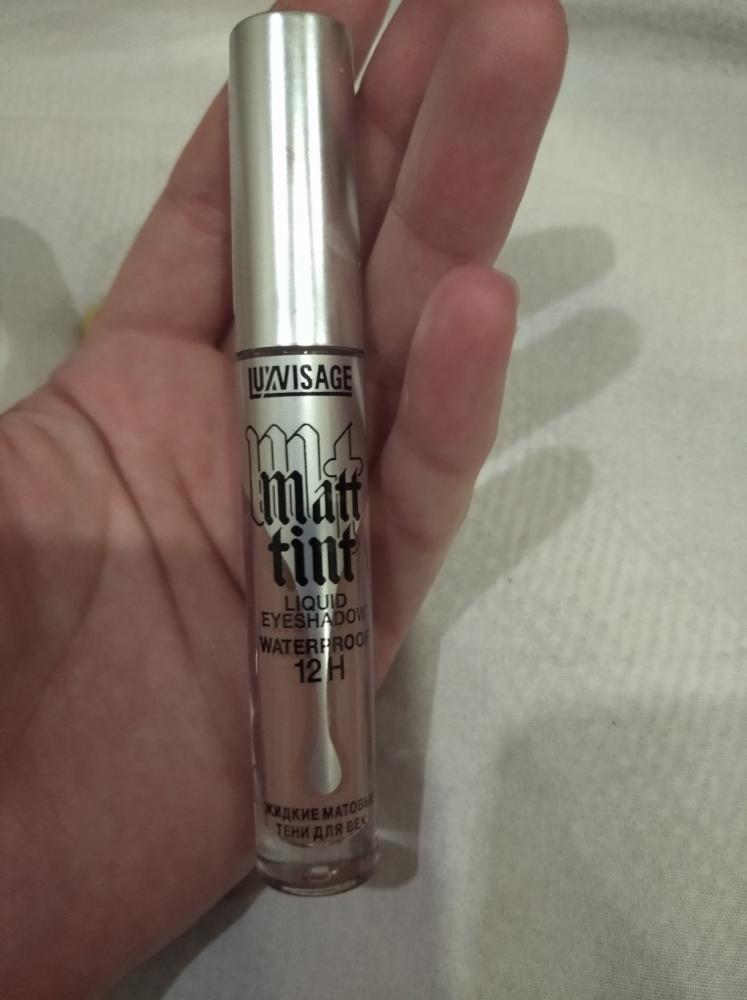 LUXVISAGE
Matt
tint
LIQUID
EYESHADOW
WATERPROOF
12 H
ЖИДКИЕ МАТОВЫЕ
ТЕНИ ДЛЯ ВЕК